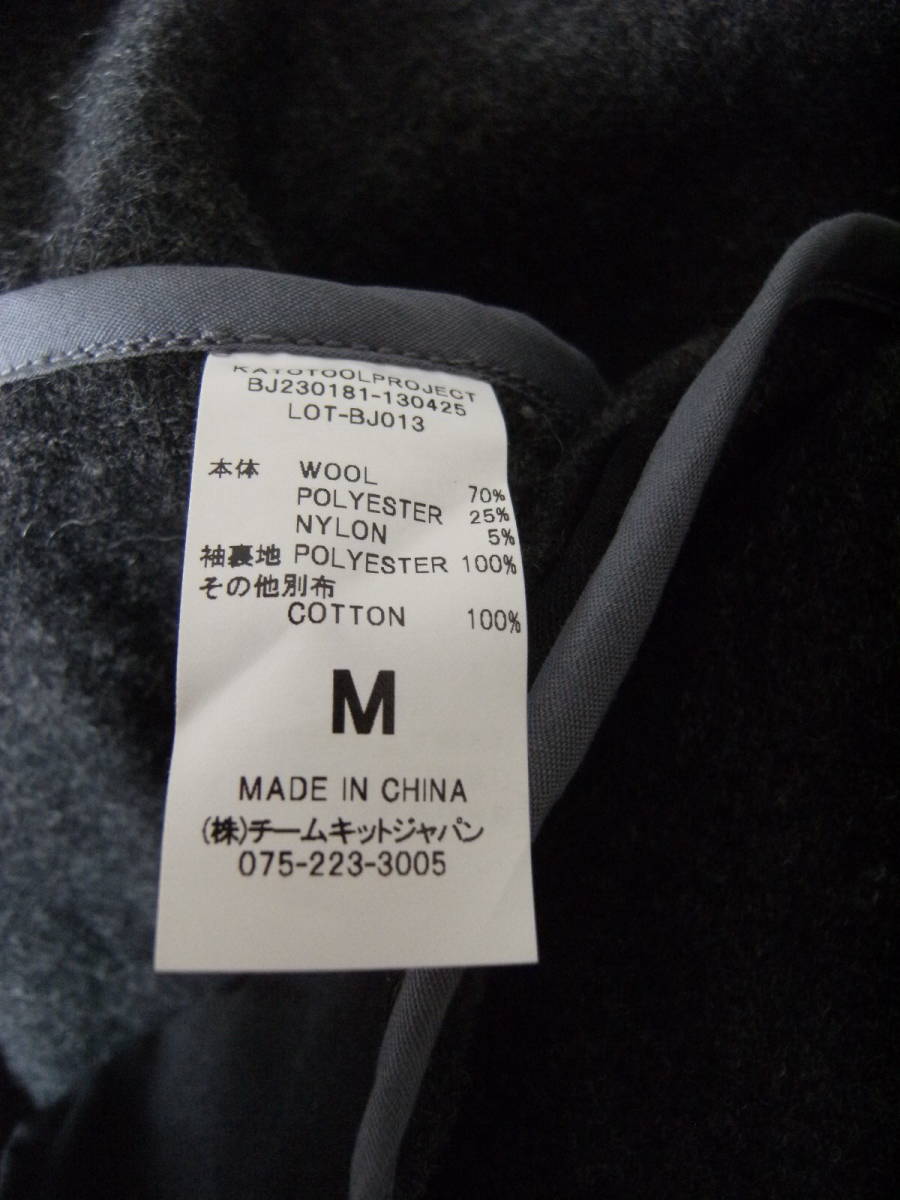 KATOTOOLPROJECT
BJ230181-130425
LOT-BJ013
本体 WOOL 70%
POLYESTER 25%
NYLON 5%
袖裏地 POLYESTER 100%
その他別布
COTTON 100%
M
MADE IN CHINA
(株)チームキットジャパン
075-223-3005